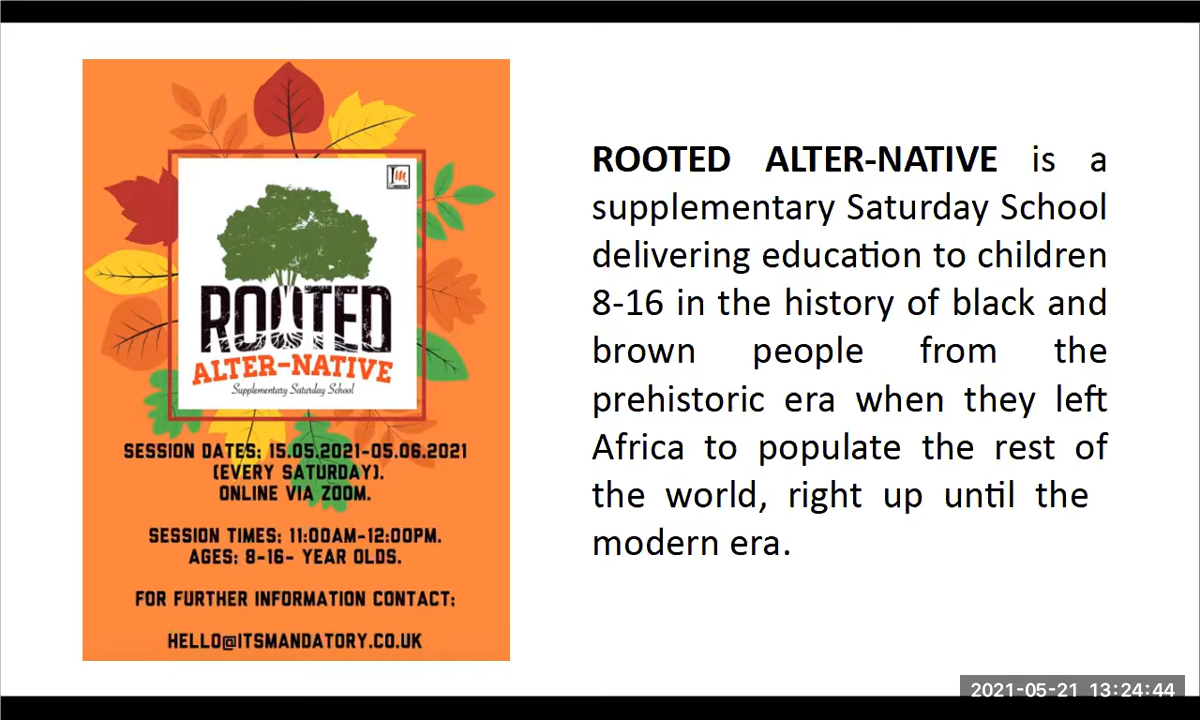 ROOTED
ALTER-NATIVE
Supplementary Saturday School
SESSION DATES: 15.05.2021-05.06.2021
(EVERY SATURDAY).
ONLINE VIA ZOOM.
SESSION TIMES: 11:00AM-12:00PM.
AGES: 8-16- YEAR OLDS.
FOR FURTHER INFORMATION CONTACT:
HELLO@ITSMANDATORY.CO.UK
ROOTED ALTER-NATIVE is a
supplementary Saturday School
delivering education to children
8-16 in the history of black and
brown people from the
prehistoric era when they left
Africa to populate the rest of
the world, right up until the
modern era.
2021-05-21 13:24:44